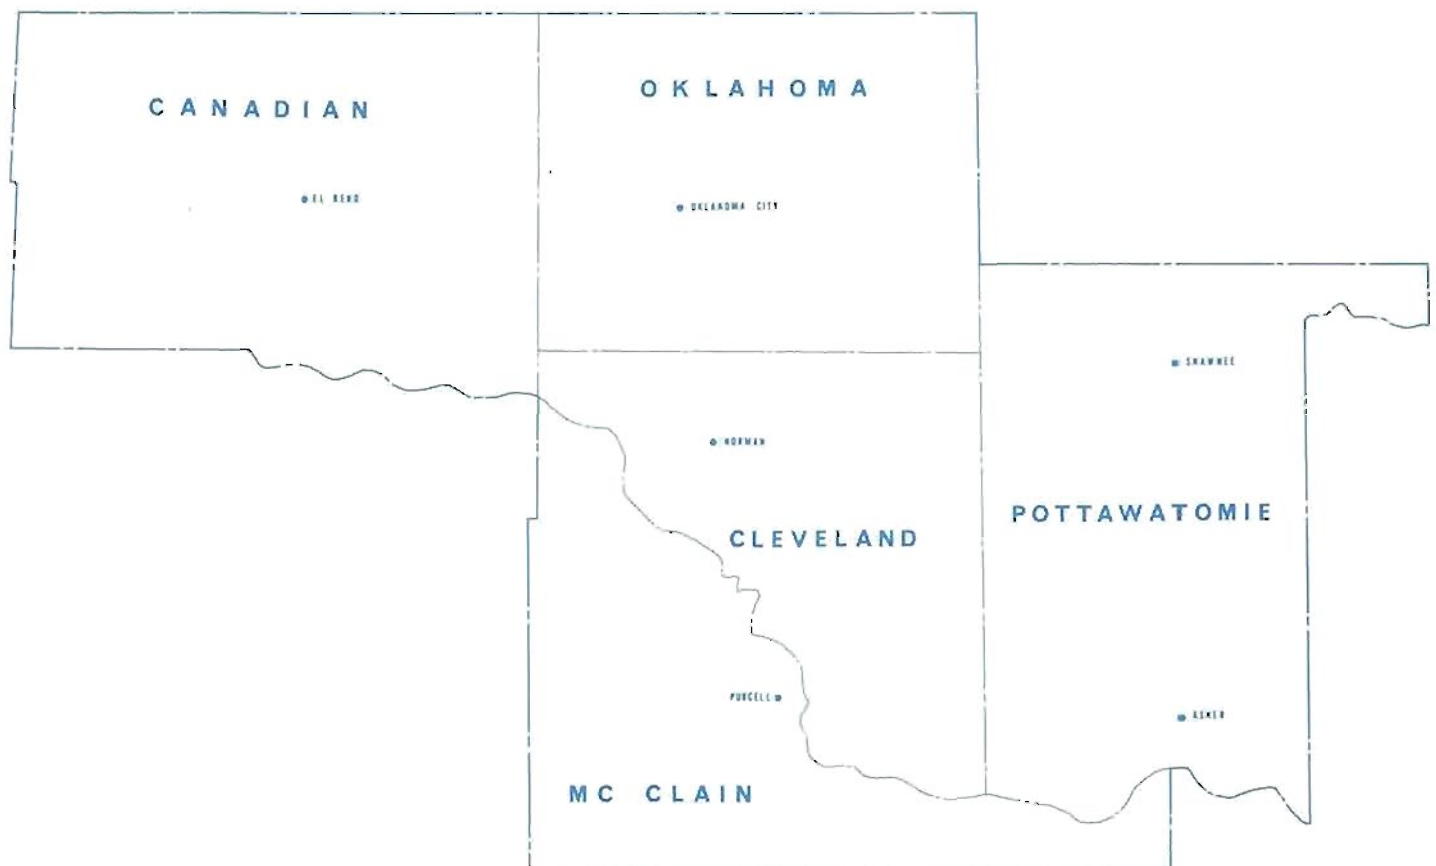 OKLAHOMA
CANADIAN
EL RENO
OKLAHOMA CITY
SHAWNEE
NORMAN
POTTAWATOMIE
CLEVELAND
PURCELL
ASHER
MC CLAIN